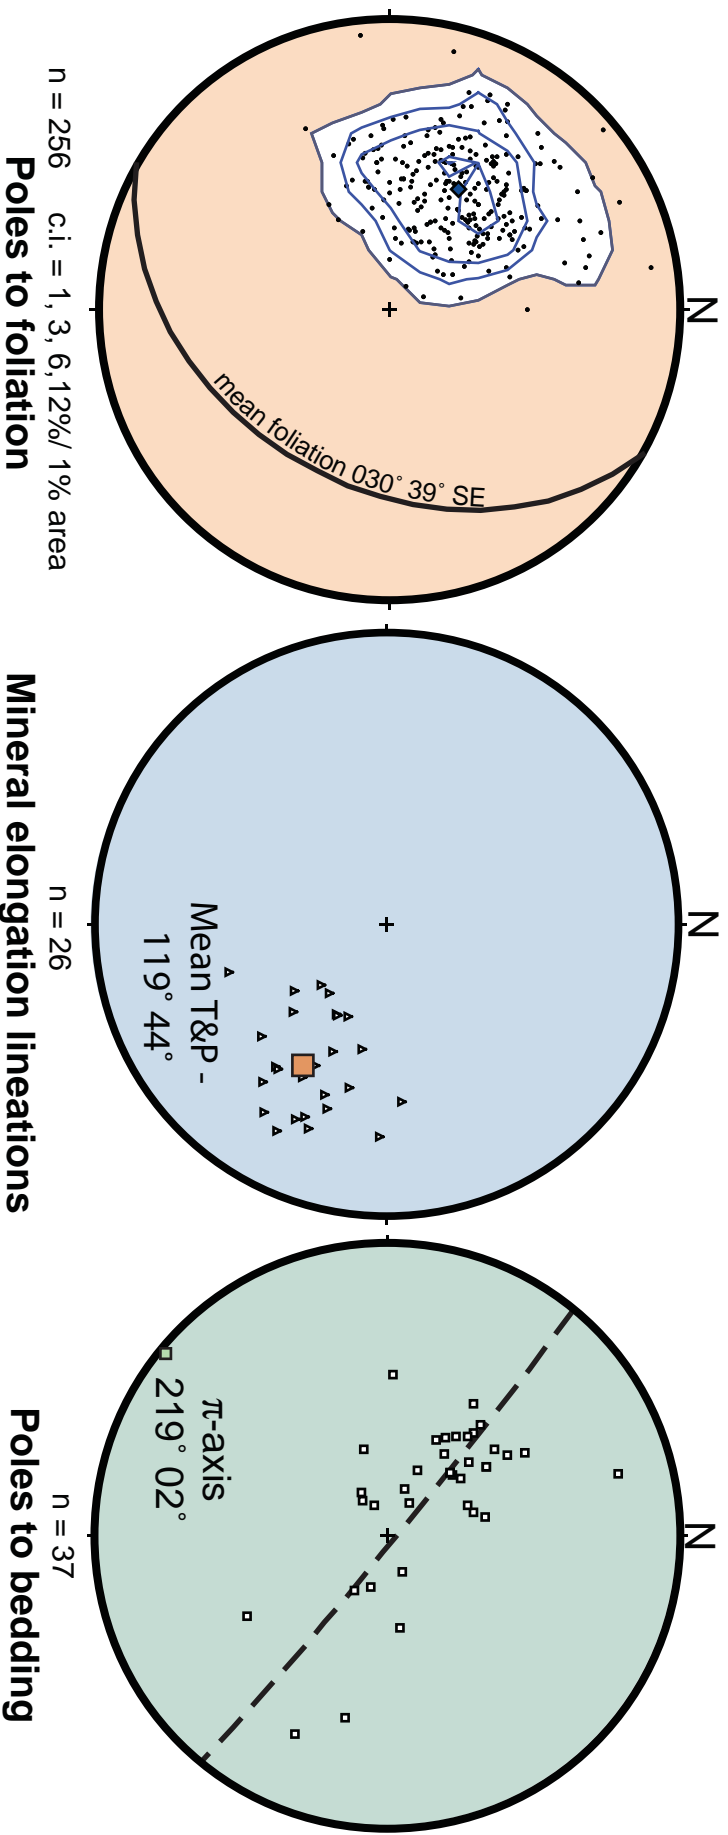 N
mean foliation 030° 39° SE
n = 256 c.i. = 1, 3, 6,12%/ 1% area
Poles to foliation
N
Mean T&P -
119° 44°
n = 26
Mineral elongation lineations
N
π-axis
219° 02°
n = 37
Poles to bedding